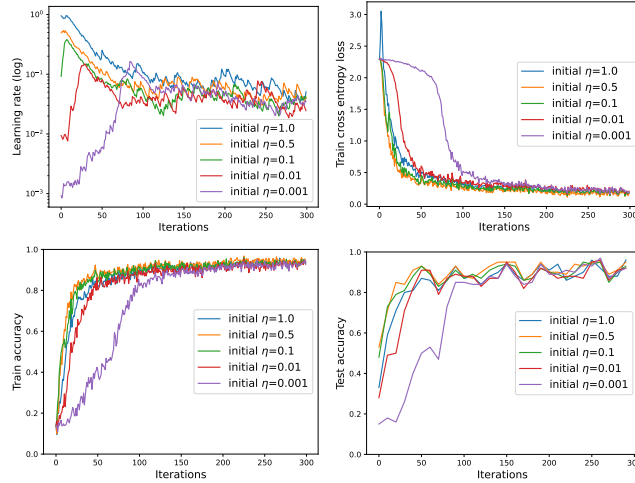 Learning rate (log)
10⁰
10⁻¹
10⁻²
10⁻³
initial η=1.0
initial η=0.5
initial η=0.1
initial η=0.01
initial η=0.001
0 50 100 150 200 250 300
Iterations
Train cross entropy loss
3.0
2.5
2.0
1.5
1.0
0.5
0.0
initial η=1.0
initial η=0.5
initial η=0.1
initial η=0.01
initial η=0.001
0 50 100 150 200 250 300
Iterations
Train accuracy
1.0
0.8
0.6
0.4
0.2
0.0
initial η=1.0
initial η=0.5
initial η=0.1
initial η=0.01
initial η=0.001
0 50 100 150 200 250 300
Iterations
Test accuracy
1.0
0.8
0.6
0.4
0.2
0.0
initial η=1.0
initial η=0.5
initial η=0.1
initial η=0.01
initial η=0.001
0 50 100 150 200 250
Iterations